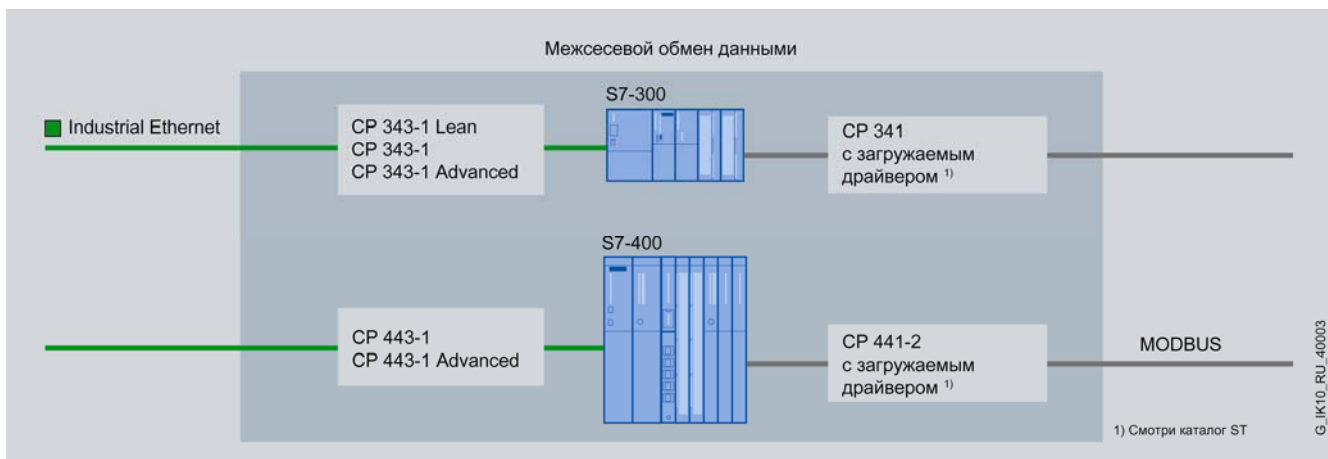 Межсесевой обмен данными
S7-300
Industrial Ethernet
CP 343-1 Lean
CP 343-1
CP 343-1 Advanced
CP 341
с загружаемым
драйвером ¹⁾
S7-400
CP 443-1
CP 443-1 Advanced
CP 441-2
с загружаемым
драйвером ¹⁾
MODBUS
1) Смотри каталог ST
G_IK10_RU_40003